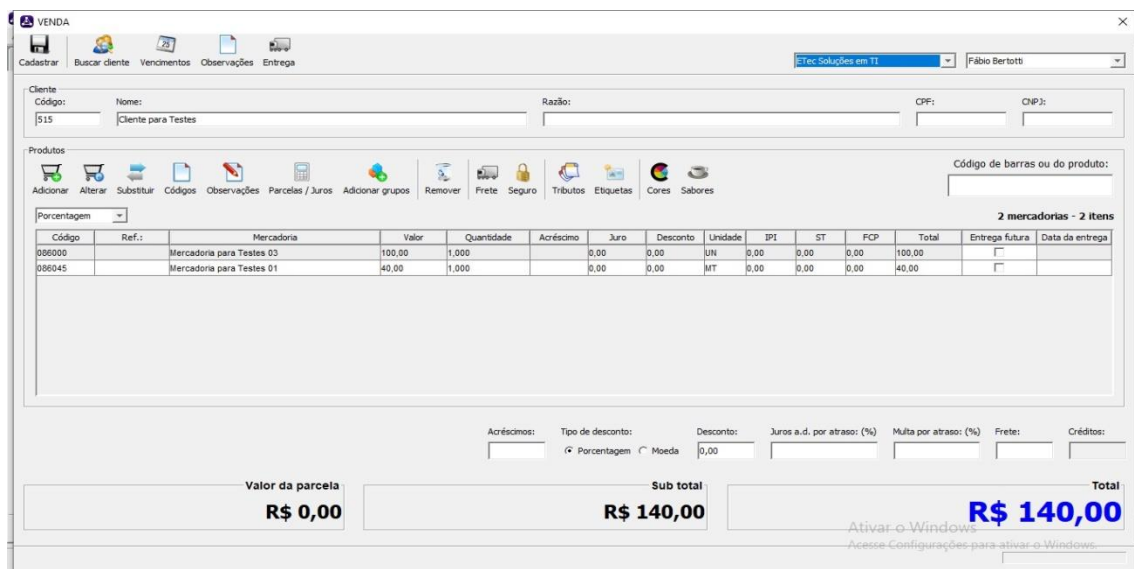 VENDA
Cadastrar Buscar cliente Vencimentos Observações Entrega
ETec Soluções em TI Fábio Bertotti
Cliente
Código: Nome: Razão: CPF: CNPJ:
515 Cliente para Testes
Produtos
Código de barras ou do produto:
Adicionar Alterar Substituir Códigos Observações Parcelas / Juros Adicionar grupos Remover Frete Seguro Tributos Etiquetas Cores Sabores
Porcentagem 2 mercadorias - 2 itens
Código Ref.: Mercadoria Valor Quantidade Acréscimo Juro Desconto Unidade IPI ST FCP Total Entrega futura Data da entrega
086000 Mercadoria para Testes 03 100,00 1,000 0,00 0,00 UN 0,00 0,00 0,00 100,00
086045 Mercadoria para Testes 01 40,00 1,000 0,00 0,00 MT 0,00 0,00 0,00 40,00
Acréscimos: Tipo de desconto: Desconto: Juros a.d. por atraso: (%) Multa por atraso: (%) Frete: Créditos:
Porcentagem Moeda 0,00
Valor da parcela Sub total Total
R$ 0,00 R$ 140,00 R$ 140,00
Ativar o Windows
Acesse Configurações para ativar o Windows.